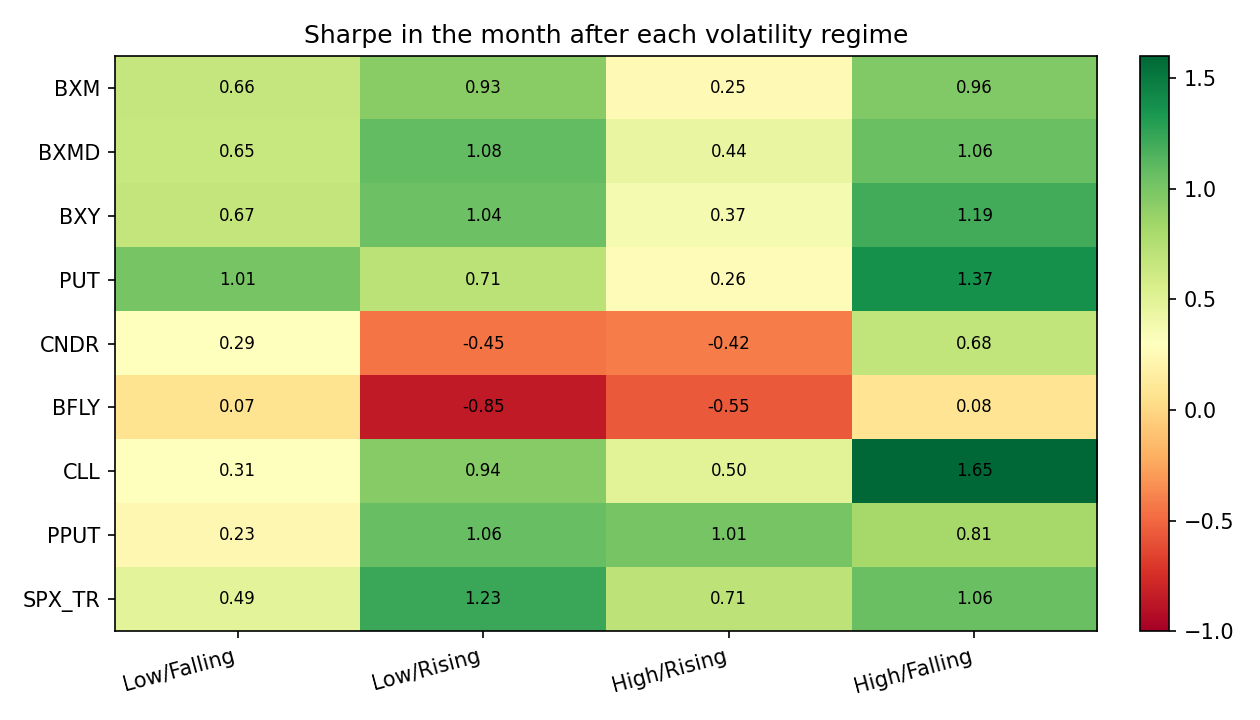 Sharpe in the month after each volatility regime
BXM 0.66 0.93 0.25 0.96
BXMD 0.65 1.08 0.44 1.06
BXY 0.67 1.04 0.37 1.19
PUT 1.01 0.71 0.26 1.37
CNDR 0.29 -0.45 -0.42 0.68
BFLY 0.07 -0.85 -0.55 0.08
CLL 0.31 0.94 0.50 1.65
PPUT 0.23 1.06 1.01 0.81
SPX_TR 0.49 1.23 0.71 1.06
Low/Falling Low/Rising High/Rising High/Falling
1.5
1.0
0.5
0.0
−0.5
−1.0